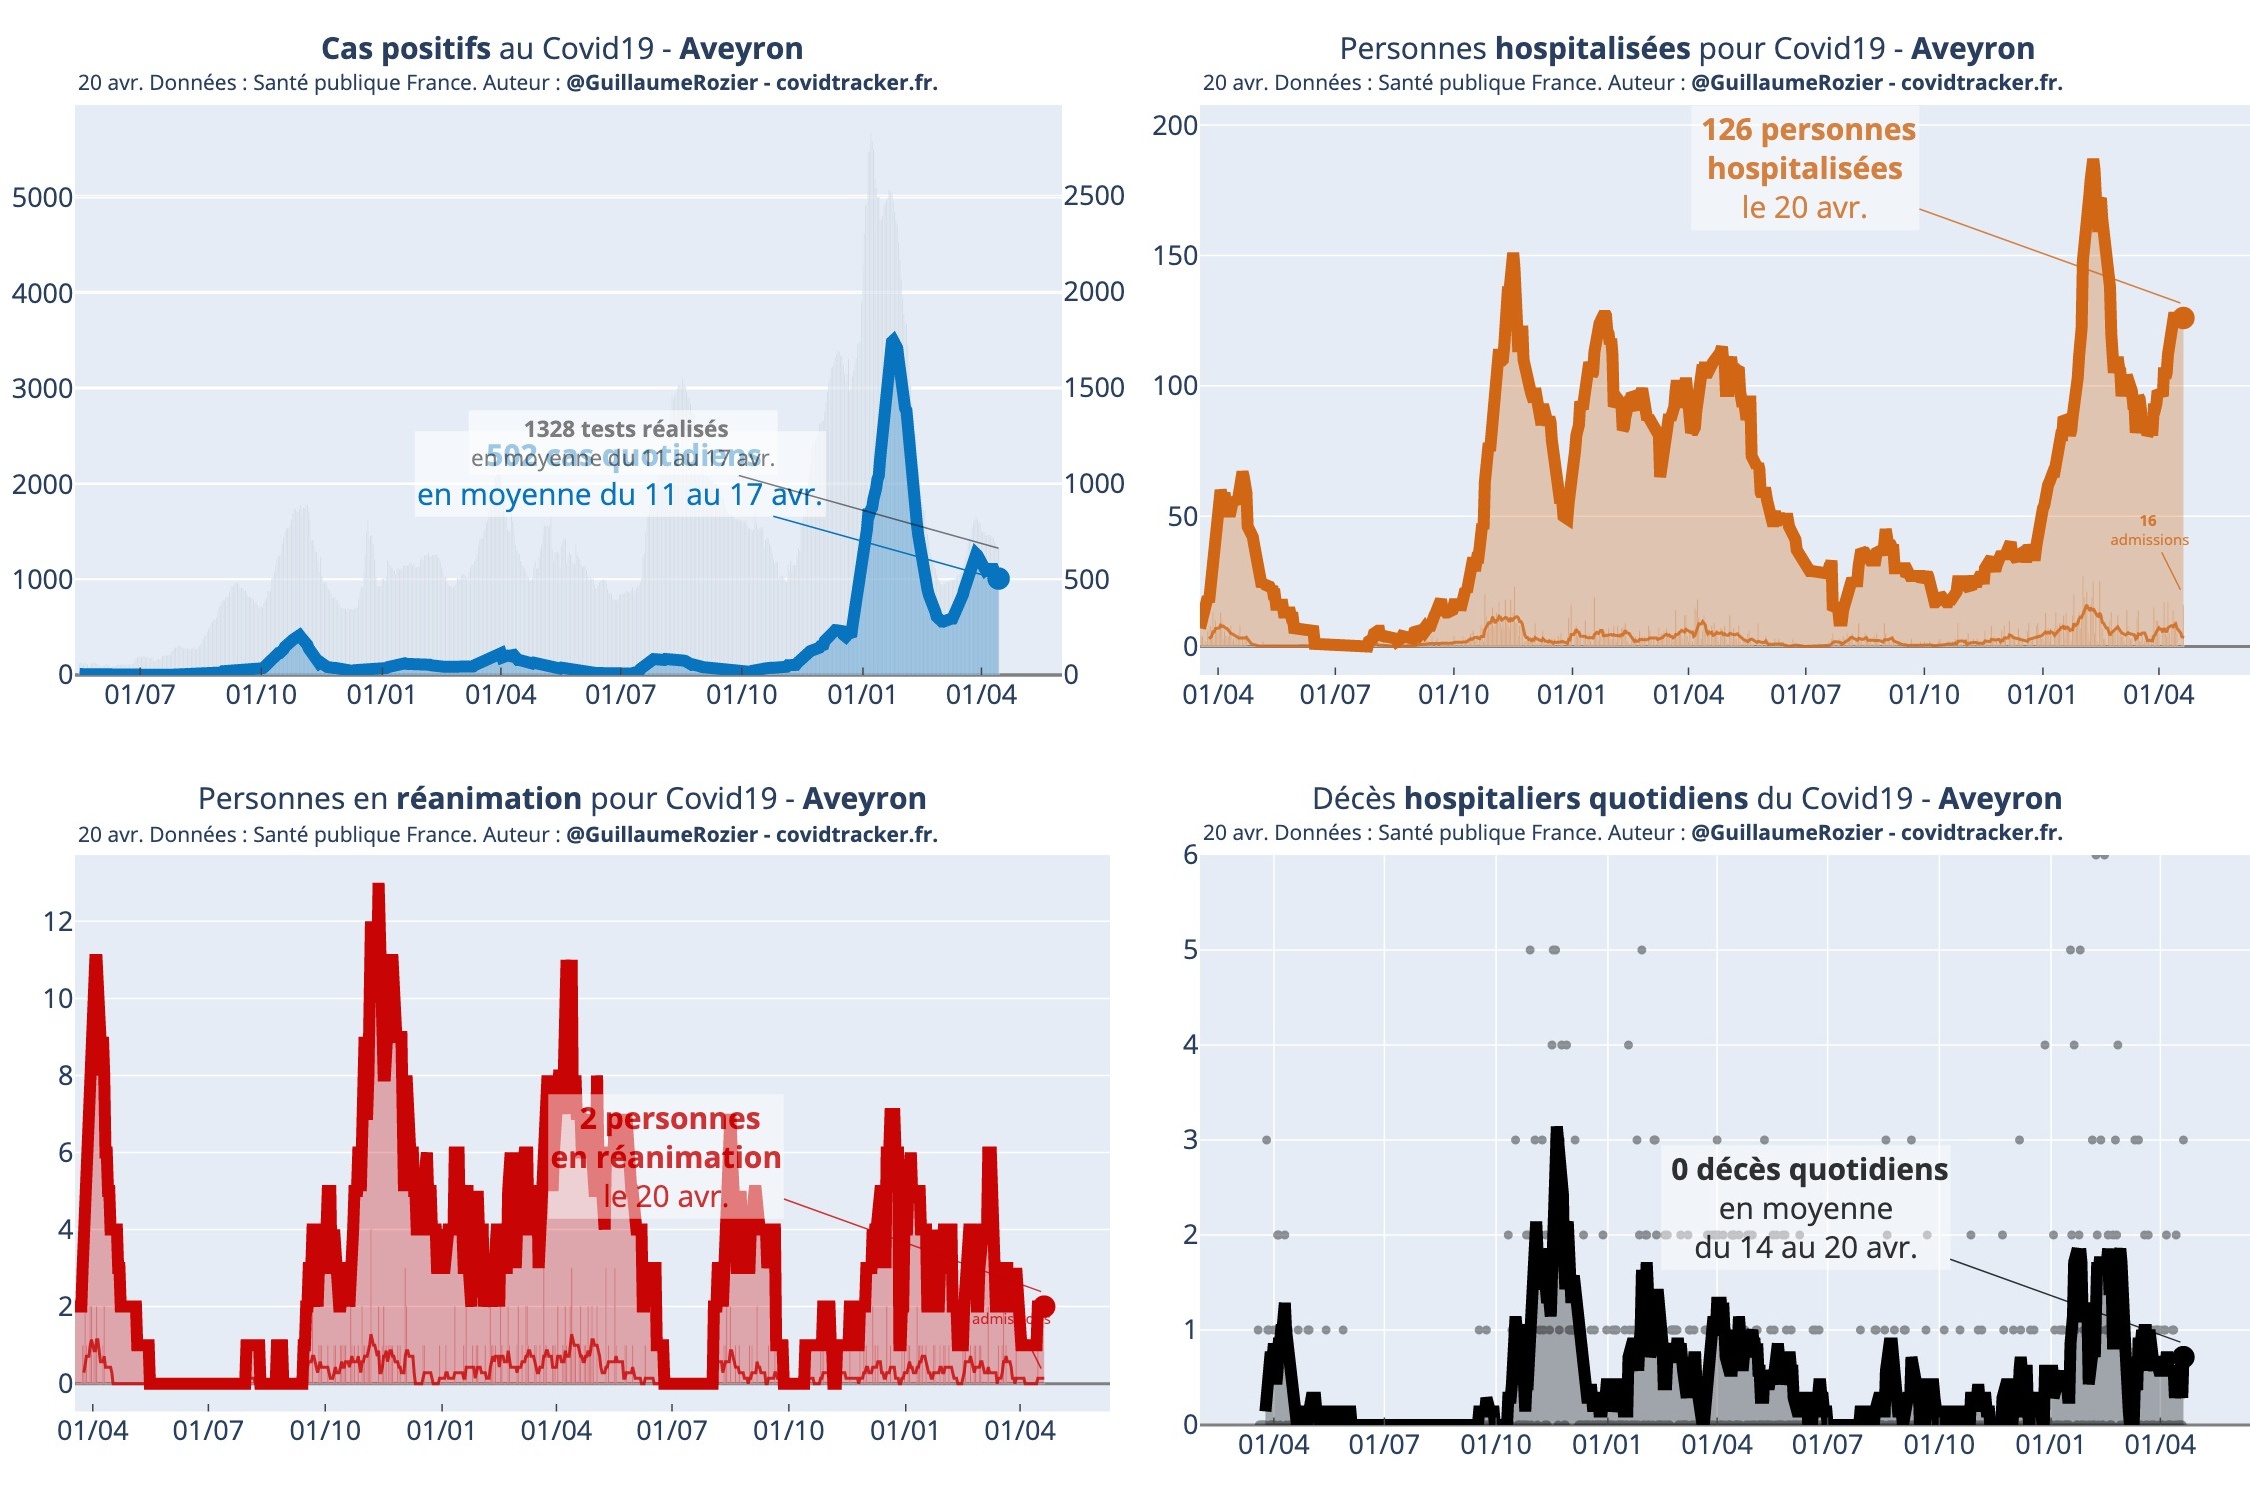 Cas positifs au Covid19 - Aveyron
20 avr. Données : Santé publique France. Auteur : @GuillaumeRozier - covidtracker.fr.
5000
4000
3000
2000
1000
0
2500
2000
1500
1000
500
0
1328 tests réalisés
en moyenne du 11 au 17 avr.
502 cas quotidiens
en moyenne du 11 au 17 avr.
01/07 01/10 01/01 01/04 01/07 01/10 01/01 01/04
Personnes hospitalisées pour Covid19 - Aveyron
20 avr. Données : Santé publique France. Auteur : @GuillaumeRozier - covidtracker.fr.
200
150
100
50
0
126 personnes
hospitalisées
le 20 avr.
16
admissions
01/04 01/07 01/10 01/01 01/04 01/07 01/10 01/01 01/04
Personnes en réanimation pour Covid19 - Aveyron
20 avr. Données : Santé publique France. Auteur : @GuillaumeRozier - covidtracker.fr.
12
10
8
6
4
2
0
2 personnes
en réanimation
le 20 avr.
admissions
01/04 01/07 01/10 01/01 01/04 01/07 01/10 01/01 01/04
Décès hospitaliers quotidiens du Covid19 - Aveyron
20 avr. Données : Santé publique France. Auteur : @GuillaumeRozier - covidtracker.fr.
6
5
4
3
2
1
0
0 décès quotidiens
en moyenne
du 14 au 20 avr.
01/04 01/07 01/10 01/01 01/04 01/07 01/10 01/01 01/04